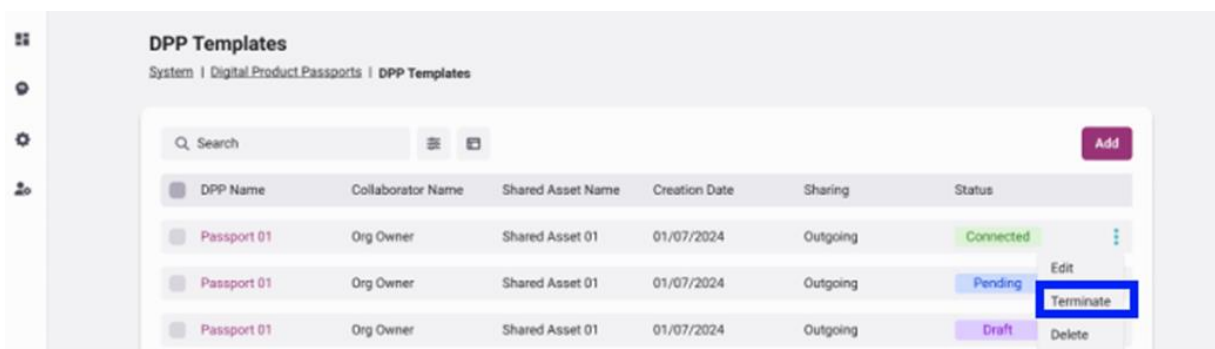 DPP Templates
System | Digital Product Passports | DPP Templates
Search
Add
DPP Name Collaborator Name Shared Asset Name Creation Date Sharing Status
Passport 01 Org Owner Shared Asset 01 01/07/2024 Outgoing Connected
Edit
Passport 01 Org Owner Shared Asset 01 01/07/2024 Outgoing Pending
Terminate
Passport 01 Org Owner Shared Asset 01 01/07/2024 Outgoing Draft
Delete